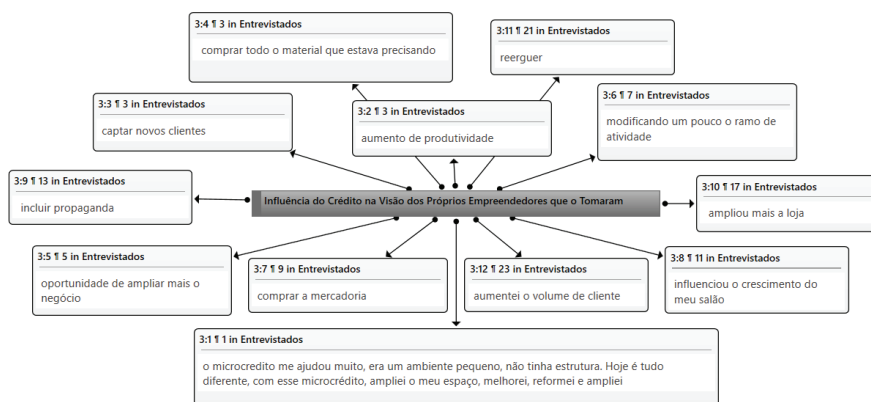 3:4 ¶ 3 in Entrevistados
comprar todo o material que estava precisando
3:11 ¶ 21 in Entrevistados
reerguer
3:3 ¶ 3 in Entrevistados
captar novos clientes
3:2 ¶ 3 in Entrevistados
aumento de produtividade
3:6 ¶ 7 in Entrevistados
modificando um pouco o ramo de
atividade
3:9 ¶ 13 in Entrevistados
incluir propaganda
Influência do Crédito na Visão dos Próprios Empreendedores que o Tomaram
3:10 ¶ 17 in Entrevistados
ampliou mais a loja
3:5 ¶ 5 in Entrevistados
oportunidade de ampliar mais o
negócio
3:7 ¶ 9 in Entrevistados
comprar a mercadoria
3:12 ¶ 23 in Entrevistados
aumentei o volume de cliente
3:8 ¶ 11 in Entrevistados
influenciou o crescimento do
meu salão
3:1 ¶ 1 in Entrevistados
o microcredito me ajudou muito, era um ambiente pequeno, não tinha estrutura. Hoje é tudo
diferente, com esse microcrédito, ampliei o meu espaço, melhorei, reformei e ampliei